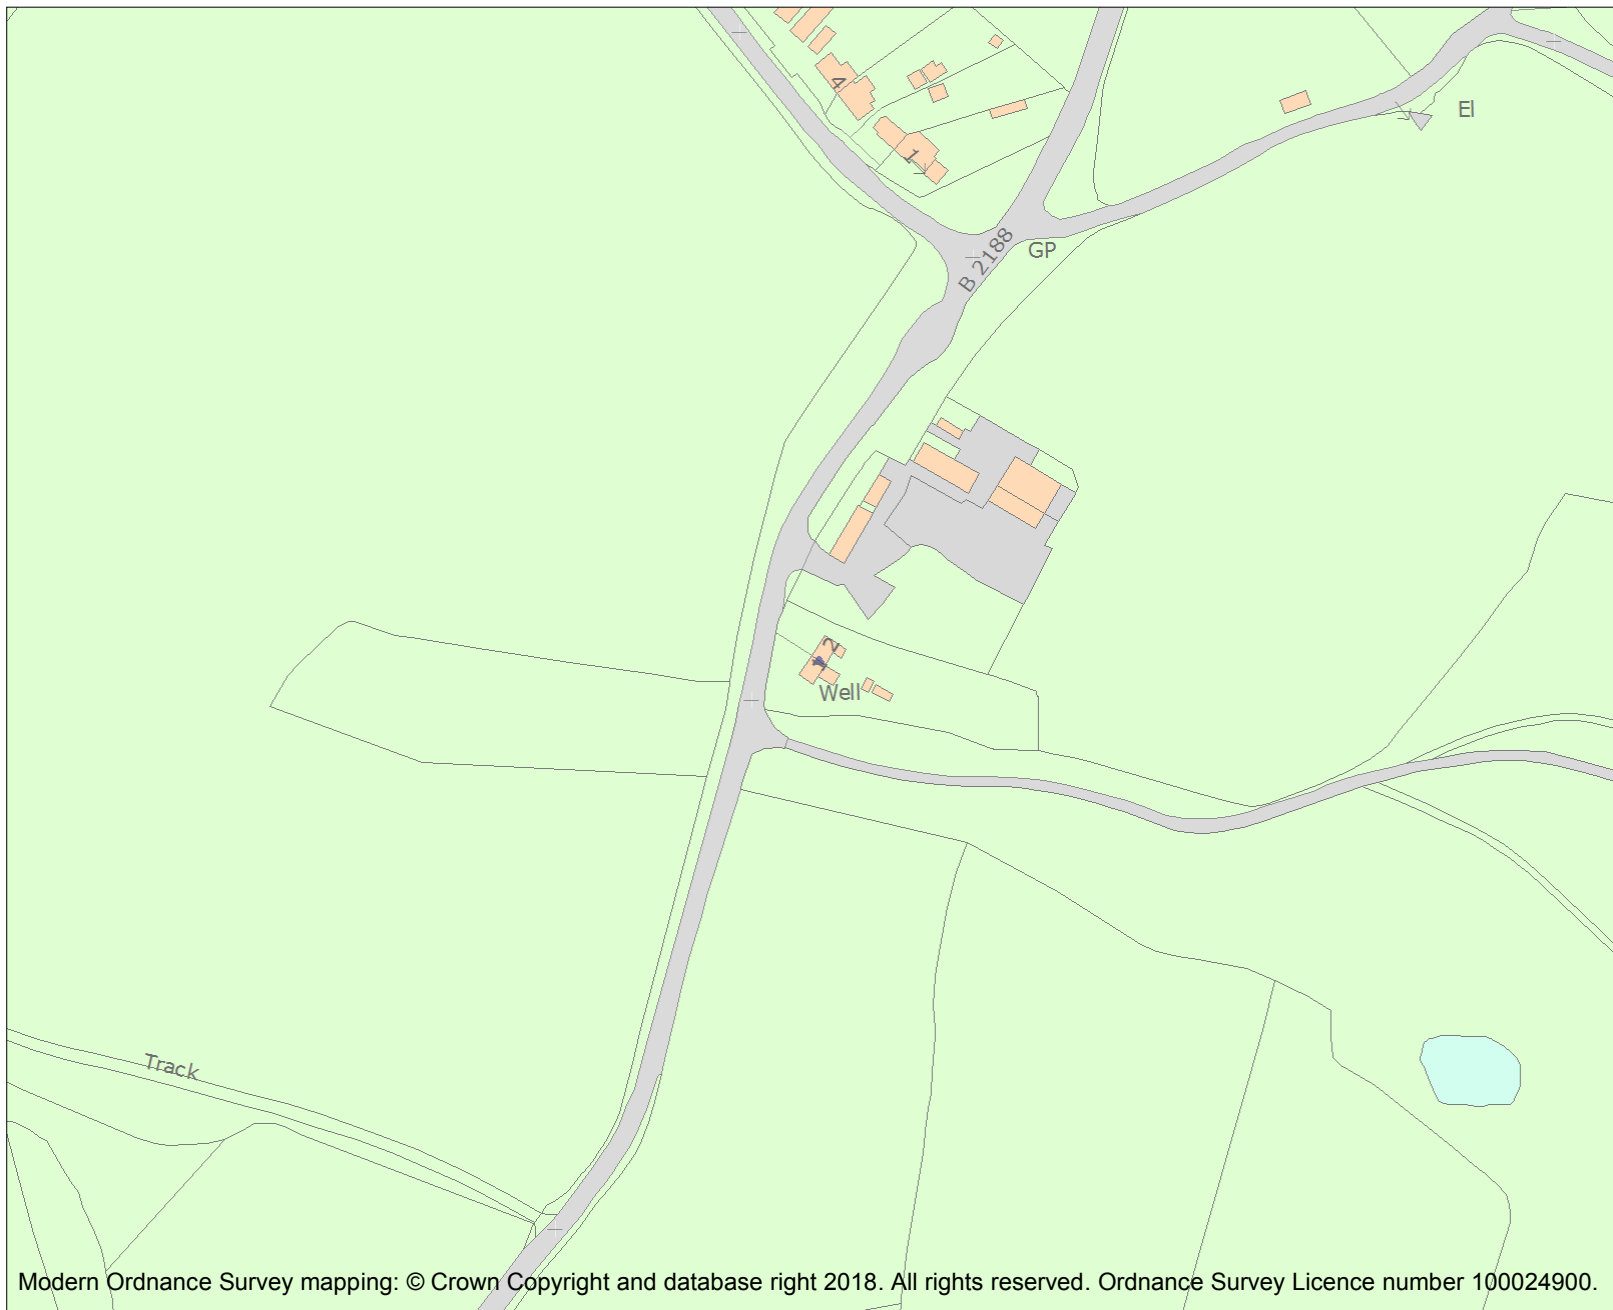 4
El
1
B 2188
GP
2
1
Well
Track
Modern Ordnance Survey mapping: © Crown Copyright and database right 2018. All rights reserved. Ordnance Survey Licence number 100024900.